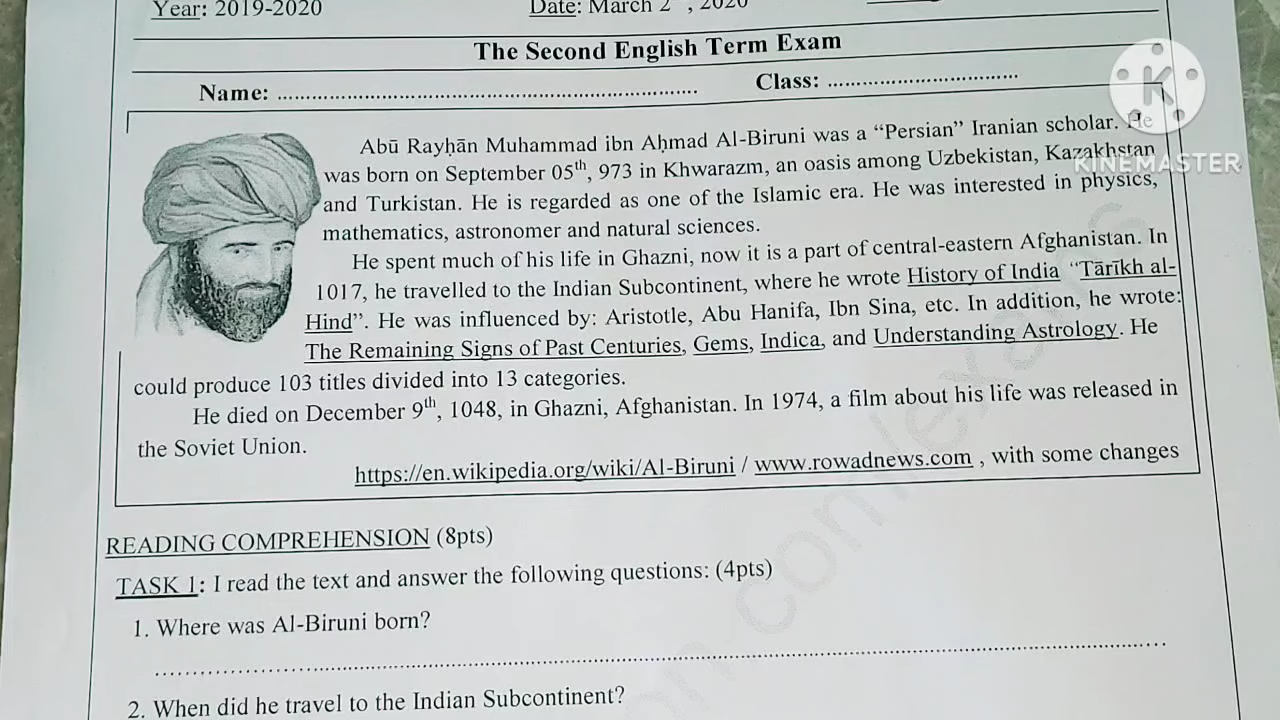 Year: 2019-2020 Date: March 2 , 2020
The Second English Term Exam
Name: ............................................................... Class: ................................
Abū Rayhān Muhammad ibn Aḥmad Al-Biruni was a “Persian” Iranian scholar. He
was born on September 05th, 973 in Khwarazm, an oasis among Uzbekistan, Kazakhstan
and Turkistan. He is regarded as one of the Islamic era. He was interested in physics,
mathematics, astronomer and natural sciences.
He spent much of his life in Ghazni, now it is a part of central-eastern Afghanistan. In
1017, he travelled to the Indian Subcontinent, where he wrote History of India “Tārīkh al-
Hind”. He was influenced by: Aristotle, Abu Hanifa, Ibn Sina, etc. In addition, he wrote:
The Remaining Signs of Past Centuries, Gems, Indica, and Understanding Astrology. He
could produce 103 titles divided into 13 categories.
He died on December 9th, 1048, in Ghazni, Afghanistan. In 1974, a film about his life was released in
the Soviet Union.
https://en.wikipedia.org/wiki/Al-Biruni / www.rowadnews.com , with some changes
READING COMPREHENSION (8pts)
TASK 1: I read the text and answer the following questions: (4pts)
1. Where was Al-Biruni born?
2. When did he travel to the Indian Subcontinent?
K
KINEMASTER